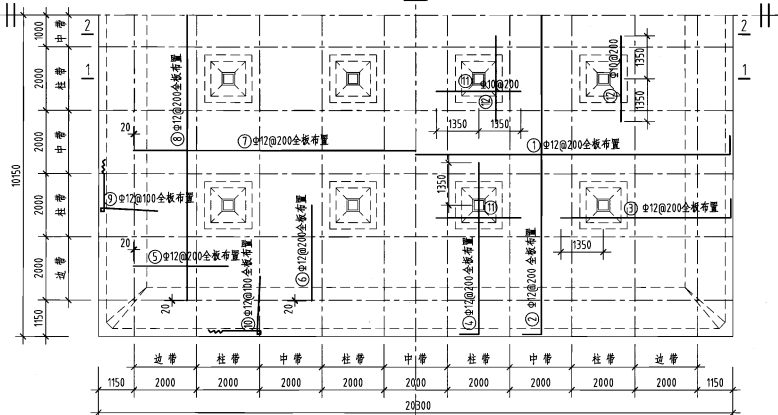 2
2
1
1
1000
中带
2000
柱带
2000
中带
2000
柱带
2000
边带
1150
10150
⑧Φ12@200全板布置
⑪
Φ10@200
⑫
Φ10@200
⑫
1350
1350
1350
1350
20
⑦Φ12@200全板布置
①Φ12@200全板布置
1350
⑨Φ12@100全板布置
⑥Φ12@200全板布置
⑪
③Φ12@200全板布置
1350
20
⑤Φ12@200全板布置
⑩Φ12@100全板布置
④Φ12@200全板布置
②Φ12@200全板布置
20
20
边带
柱带
中带
柱带
中带
柱带
中带
柱带
边带
1150
2000
2000
2000
2000
2000
2000
2000
2000
2000
1150
20300